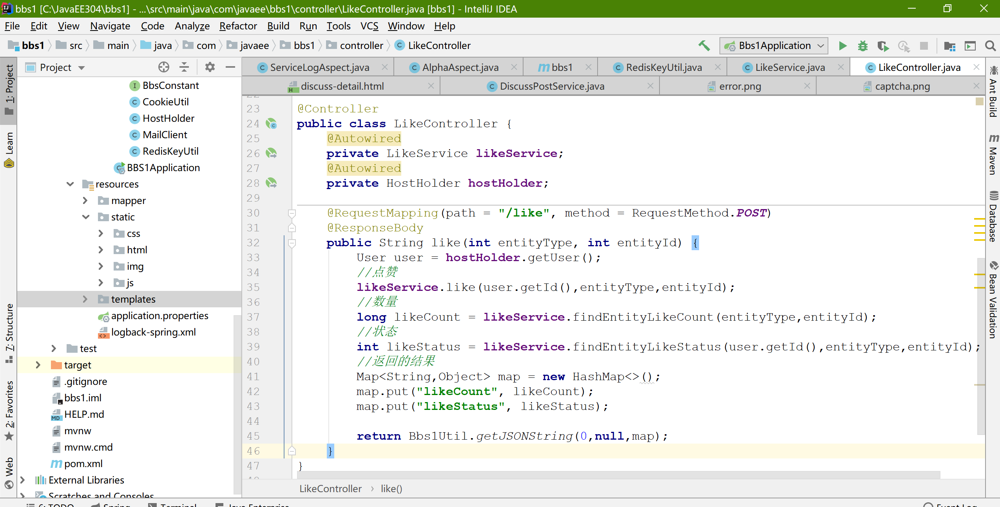 bbs1 [C:\JavaEE304\bbs1] - ...\src\main\java\com\javaee\bbs1\controller\LikeController.java [bbs1] - IntelliJ IDEA
File Edit View Navigate Code Analyze Refactor Build Run Tools VCS Window Help
bbs1 src main java com javaee bbs1 controller LikeController
Bbs1Application
Project
ServiceLogAspect.java AlphaAspect.java bbs1 RedisKeyUtil.java LikeService.java LikeController.java
discuss-detail.html DiscussPostService.java error.png captcha.png
1: Project
Learn
7: Structure
2: Favorites
Web
BbsConstant
CookieUtil
HostHolder
MailClient
RedisKeyUtil
BBS1Application
resources
mapper
static
css
html
img
js
templates
application.properties
logback-spring.xml
test
target
.gitignore
bbs1.iml
HELP.md
mvnw
mvnw.cmd
pom.xml
External Libraries
Scratches and Consoles
23 @Controller
24 public class LikeController {
25 @Autowired
26 private LikeService likeService;
27 @Autowired
28 private HostHolder hostHolder;
29
30 @RequestMapping(path = "/like", method = RequestMethod.POST)
31 @ResponseBody
32 public String like(int entityType, int entityId) {
33 User user = hostHolder.getUser();
34 //点赞
35 likeService.like(user.getId(),entityType,entityId);
36 //数量
37 long likeCount = likeService.findEntityLikeCount(entityType,entityId);
38 //状态
39 int likeStatus = likeService.findEntityLikeStatus(user.getId(),entityType,entityId);
40 //返回的结果
41 Map<String,Object> map = new HashMap<>();
42 map.put("likeCount", likeCount);
43 map.put("likeStatus", likeStatus);
44
45 return Bbs1Util.getJSONString(0,null,map);
46 }
47 }
LikeController › like()
Ant Build
Maven
Database
Bean Validation
6: TODO Spring Terminal Java Enterprise Event Log